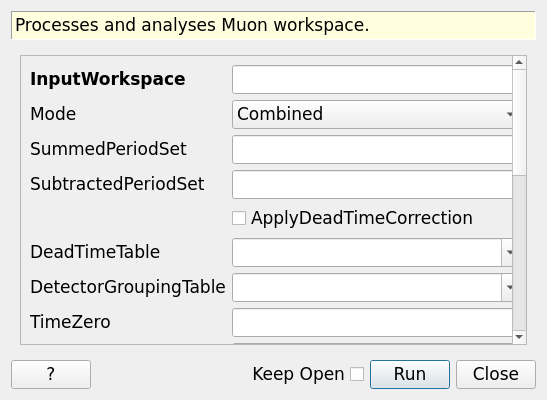 Processes and analyses Muon workspace.
InputWorkspace
Mode Combined
SummedPeriodSet
SubtractedPeriodSet
ApplyDeadTimeCorrection
DeadTimeTable
DetectorGroupingTable
TimeZero
? Keep Open Run Close